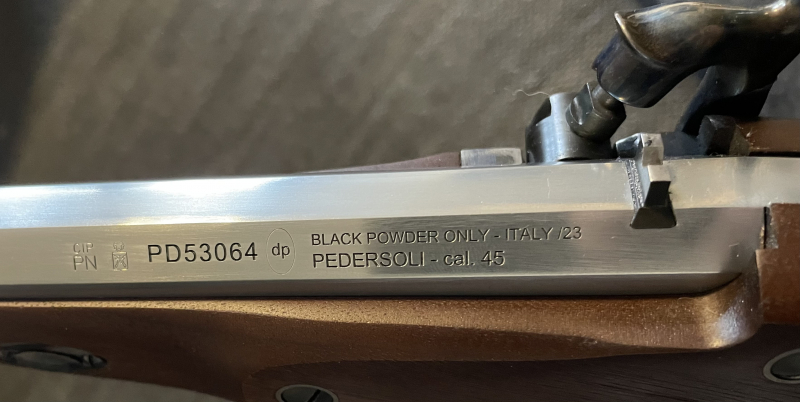 CIP
PN
PD53064
dp
BLACK POWDER ONLY - ITALY /23
PEDERSOLI - cal. 45